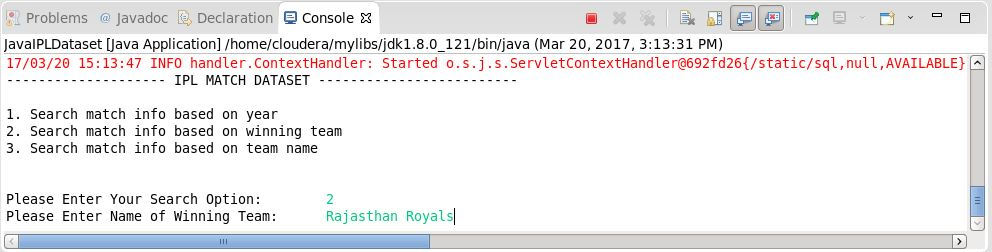 Problems @ Javadoc Declaration Console
JavaIPLDataset [Java Application] /home/cloudera/mylibs/jdk1.8.0_121/bin/java (Mar 20, 2017, 3:13:31 PM)
17/03/20 15:13:47 INFO handler.ContextHandler: Started o.s.j.s.ServletContextHandler@692fd26{/static/sql,null,AVAILABLE}
-------------------- IPL MATCH DATASET -------------------------
1. Search match info based on year
2. Search match info based on winning team
3. Search match info based on team name
Please Enter Your Search Option: 2
Please Enter Name of Winning Team: Rajasthan Royals